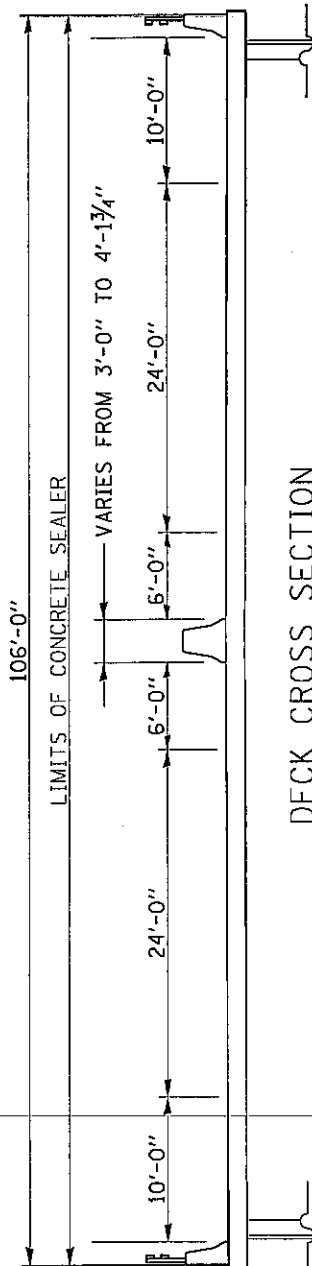 106'-0"
LIMITS OF CONCRETE SEALER
VARIES FROM 3'-0" TO 4'-1¾"
10'-0"
24'-0"
6'-0"
6'-0"
24'-0"
10'-0"
DECK CROSS SECTION